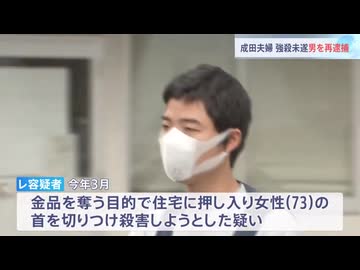 成田夫婦 強殺未遂男を再逮捕
レ容疑者 今年3月
金品を奪う目的で住宅に押し入り女性(73)の
首を切りつけ殺害しようとした疑い